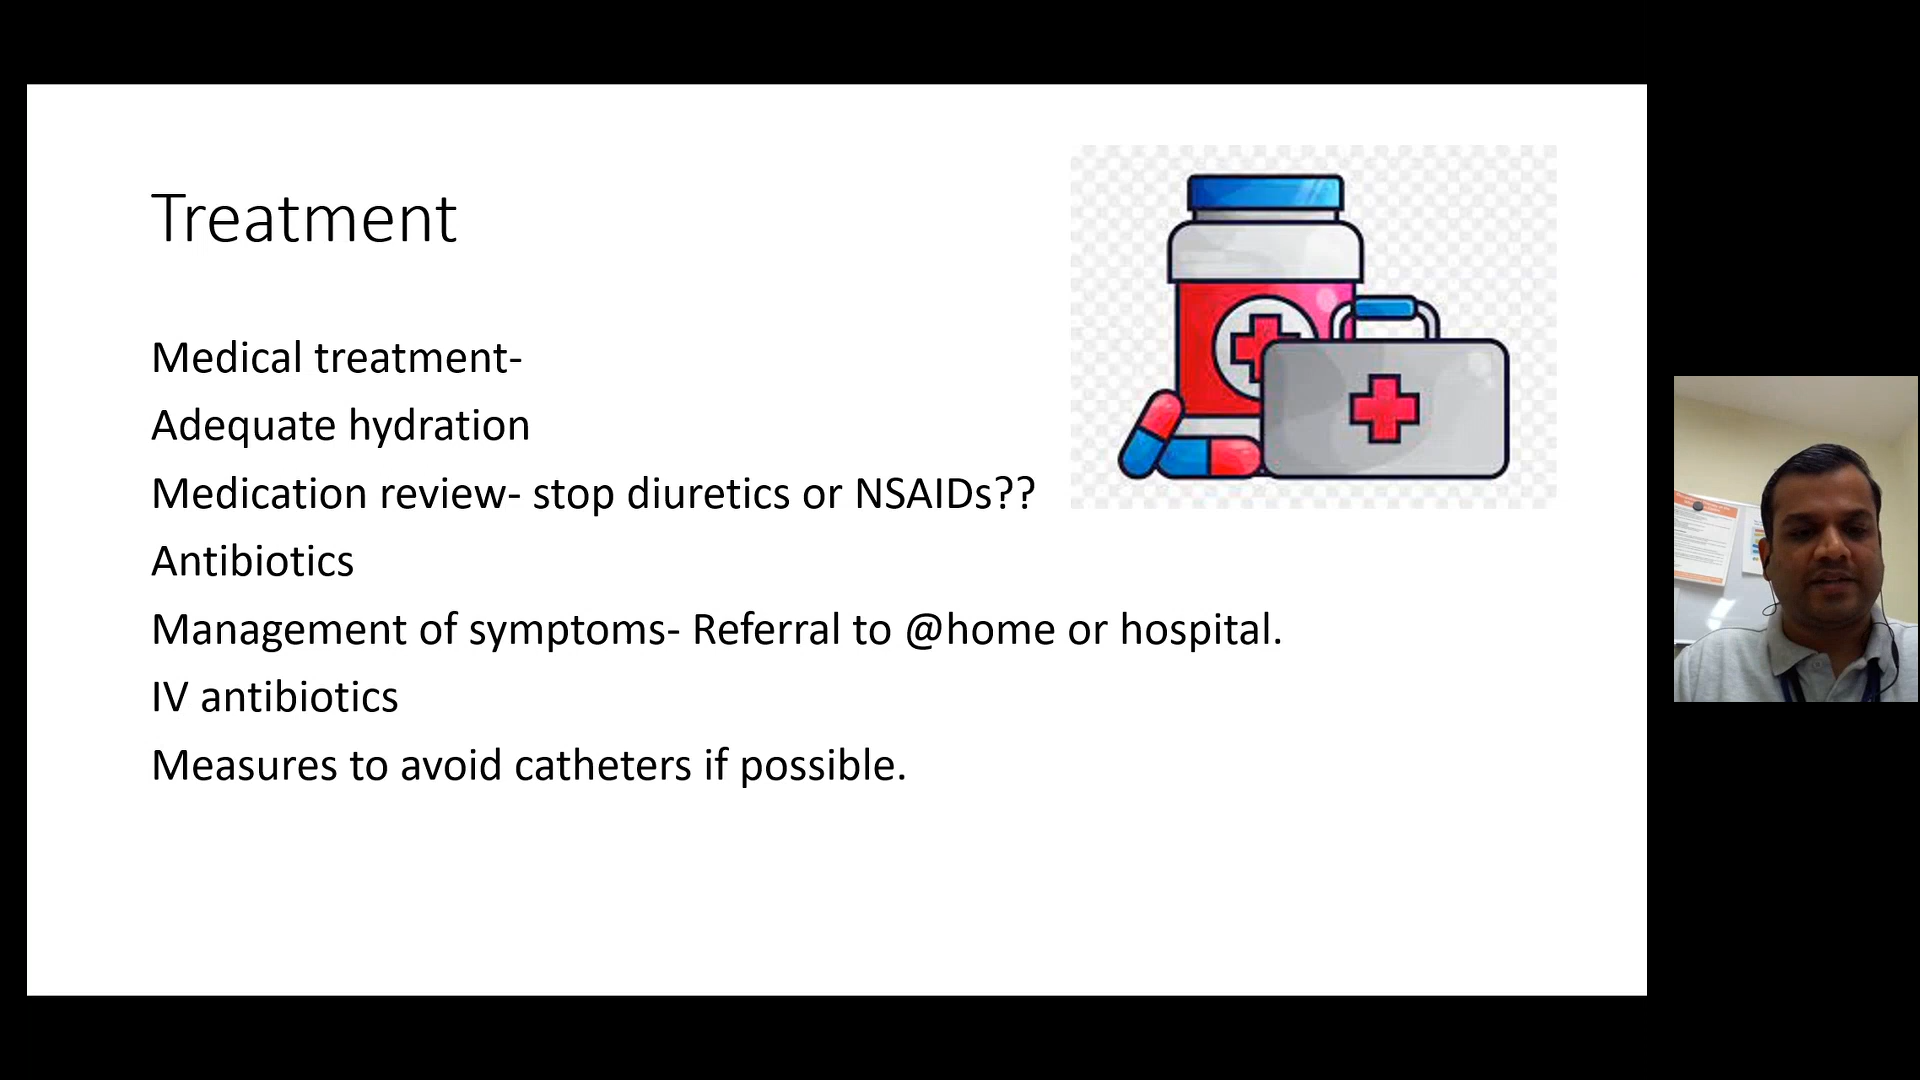 Treatment
Medical treatment-
Adequate hydration
Medication review- stop diuretics or NSAIDs??
Antibiotics
Management of symptoms- Referral to @home or hospital.
IV antibiotics
Measures to avoid catheters if possible.